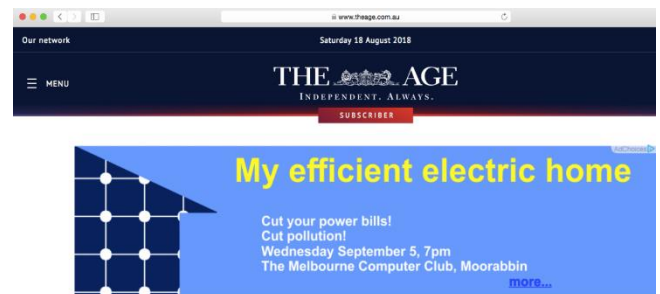 www.theage.com.au
Our network
Saturday 18 August 2018
MENU
THE AGE
INDEPENDENT. ALWAYS.
SUBSCRIBER
AdChoices
My efficient electric home
Cut your power bills!
Cut pollution!
Wednesday September 5, 7pm
The Melbourne Computer Club, Moorabbin
more...